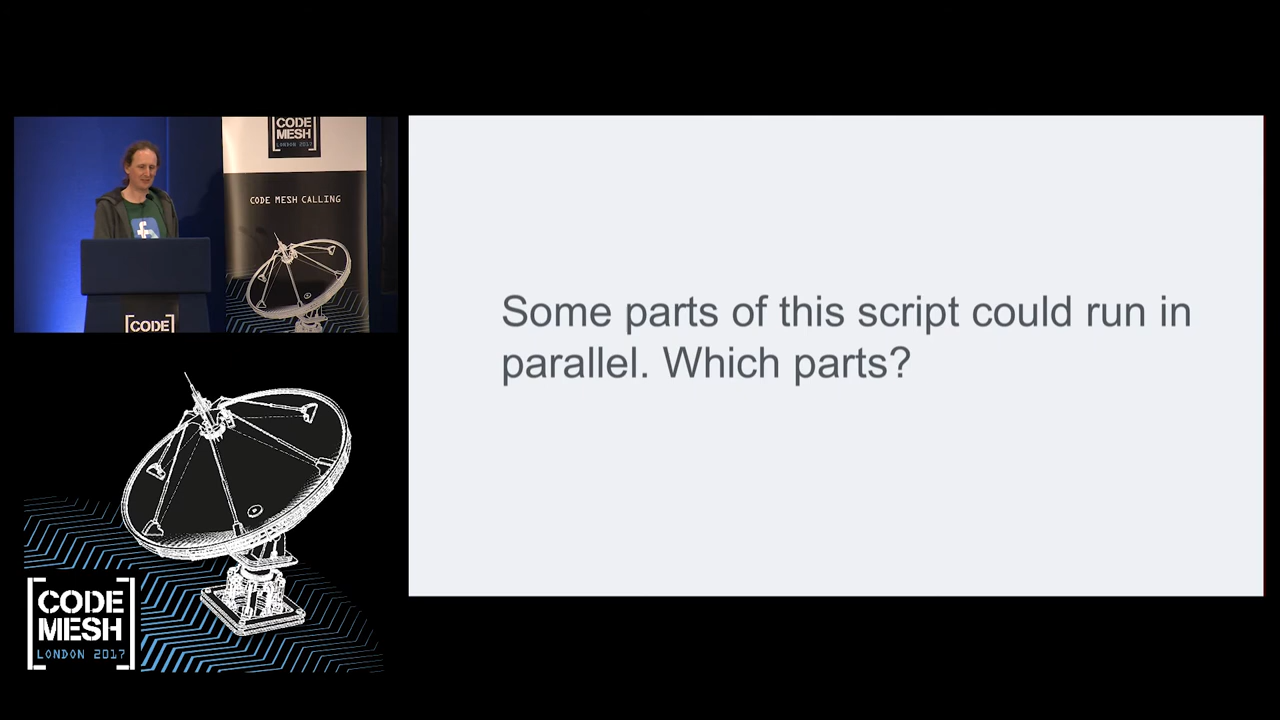 CODE
MESH
LONDON 2017
CODE MESH CALLING
[CODE]
Some parts of this script could run in
parallel. Which parts?
CODE
MESH
LONDON 2017